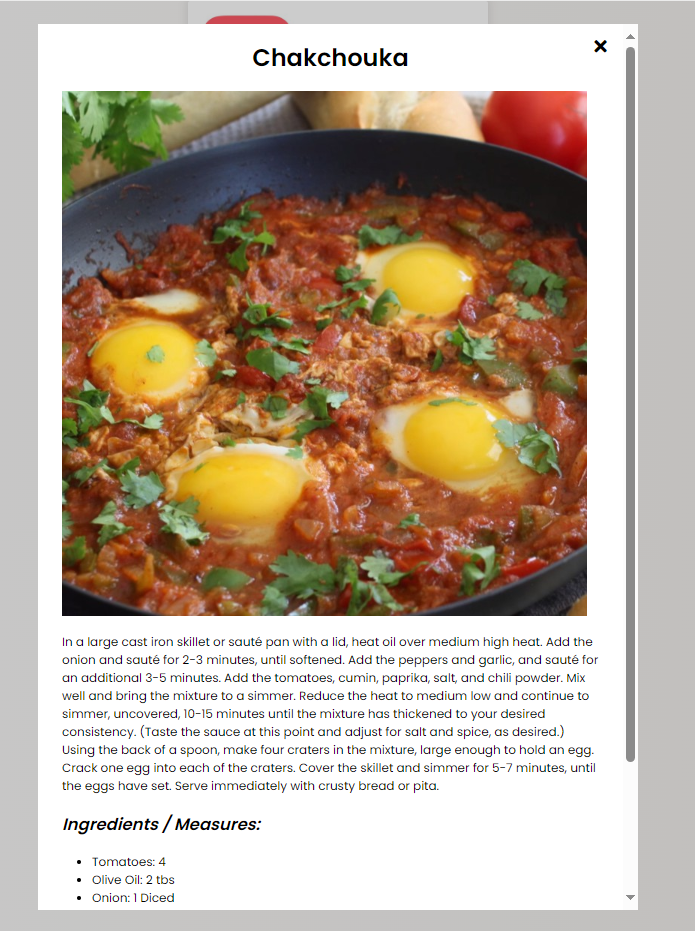 Chakchouka
In a large cast iron skillet or sauté pan with a lid, heat oil over medium high heat. Add the
onion and sauté for 2-3 minutes, until softened. Add the peppers and garlic, and sauté for
an additional 3-5 minutes. Add the tomatoes, cumin, paprika, salt, and chili powder. Mix
well and bring the mixture to a simmer. Reduce the heat to medium low and continue to
simmer, uncovered, 10-15 minutes until the mixture has thickened to your desired
consistency. (Taste the sauce at this point and adjust for salt and spice, as desired.)
Using the back of a spoon, make four craters in the mixture, large enough to hold an egg.
Crack one egg into each of the craters. Cover the skillet and simmer for 5-7 minutes, until
the eggs have set. Serve immediately with crusty bread or pita.
Ingredients / Measures:
• Tomatoes: 4
• Olive Oil: 2 tbs
• Onion: 1 Diced